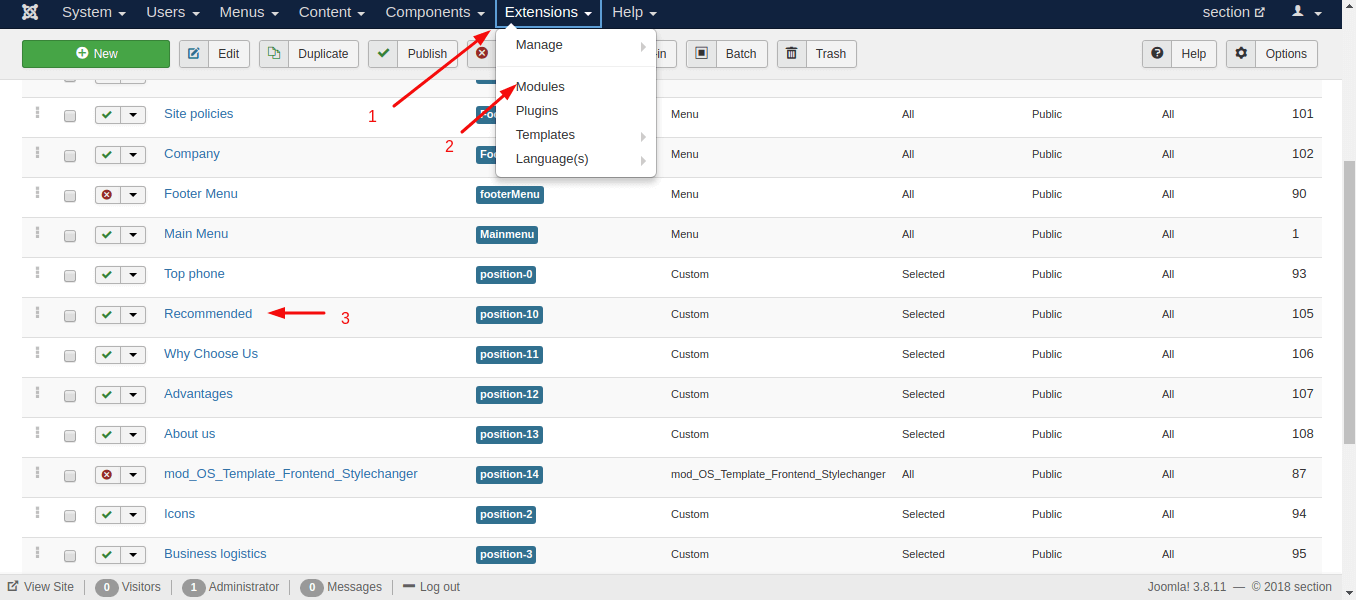 System Users Menus Content Components Extensions Help section
New Edit Duplicate Publish in Batch Trash Help Options
Manage
Modules
Plugins
Templates
Language(s)
1
2
3
Site policies Foo Menu All Public All 101
Company Foo Menu All Public All 102
Footer Menu footerMenu Menu All Public All 90
Main Menu Mainmenu Menu All Public All 1
Top phone position-0 Custom Selected Public All 93
Recommended position-10 Custom Selected Public All 105
Why Choose Us position-11 Custom Selected Public All 106
Advantages position-12 Custom Selected Public All 107
About us position-13 Custom Selected Public All 108
mod_OS_Template_Frontend_Stylechanger position-14 mod_OS_Template_Frontend_Stylechanger All Public All 87
Icons position-2 Custom Selected Public All 94
Business logistics position-3 Custom Selected Public All 95
View Site 0 Visitors 1 Administrator 0 Messages Log out Joomla! 3.8.11 — © 2018 section